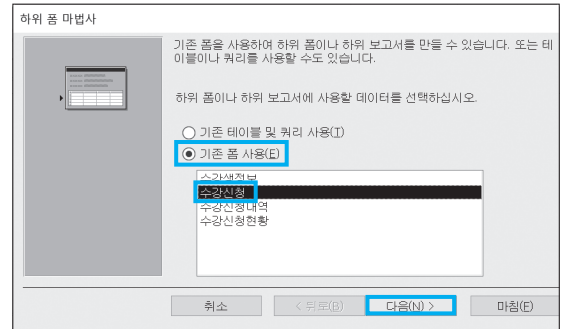 하위 폼 마법사
기존 폼을 사용하여 하위 폼이나 하위 보고서를 만들 수 있습니다. 또는 테
이블이나 쿼리를 사용할 수도 있습니다.
하위 폼이나 하위 보고서에 사용할 데이터를 선택하십시오.
기존 테이블 및 쿼리 사용(T)
기존 폼 사용(E)
수강생정보
수강신청
수강신청내역
수강신청현황
취소
< 뒤로(B)
다음(N) >
마침(F)